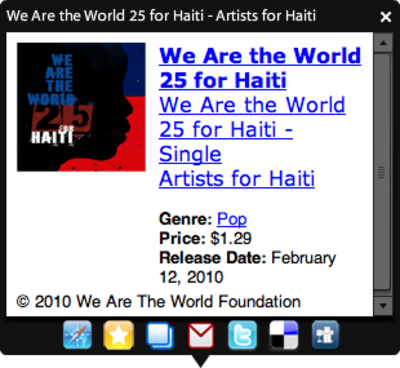 We Are the World 25 for Haiti - Artists for Haiti
WE
ARE
THE
WORLD
25
FOR
HAITI
We Are the World
25 for Haiti
We Are the World
25 for Haiti -
Single
Artists for Haiti
Genre: Pop
Price: $1.29
Release Date: February
12, 2010
© 2010 We Are The World Foundation